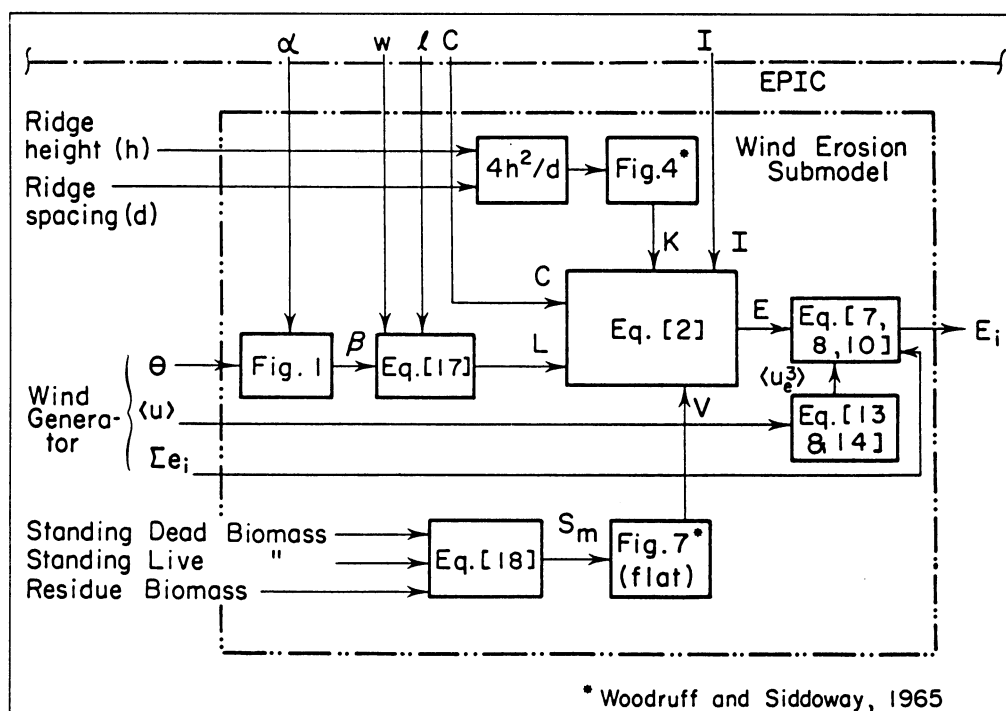 α w ℓ C I
EPIC
Ridge
height (h)
Ridge
spacing (d)
4h²/d
Fig.4*
Wind Erosion
Submodel
K I
C
Eq. [2]
E
Eq. [7,
8, 10]
Ei
θ
Fig. 1
β
Eq. [17]
L
Wind
Genera-
tor
⟨u⟩
Σei
⟨ue³⟩
V
Eq. [13
& 14]
Standing Dead Biomass
Standing Live "
Residue Biomass
Eq. [18]
Sm
Fig. 7*
(flat)
* Woodruff and Siddoway, 1965